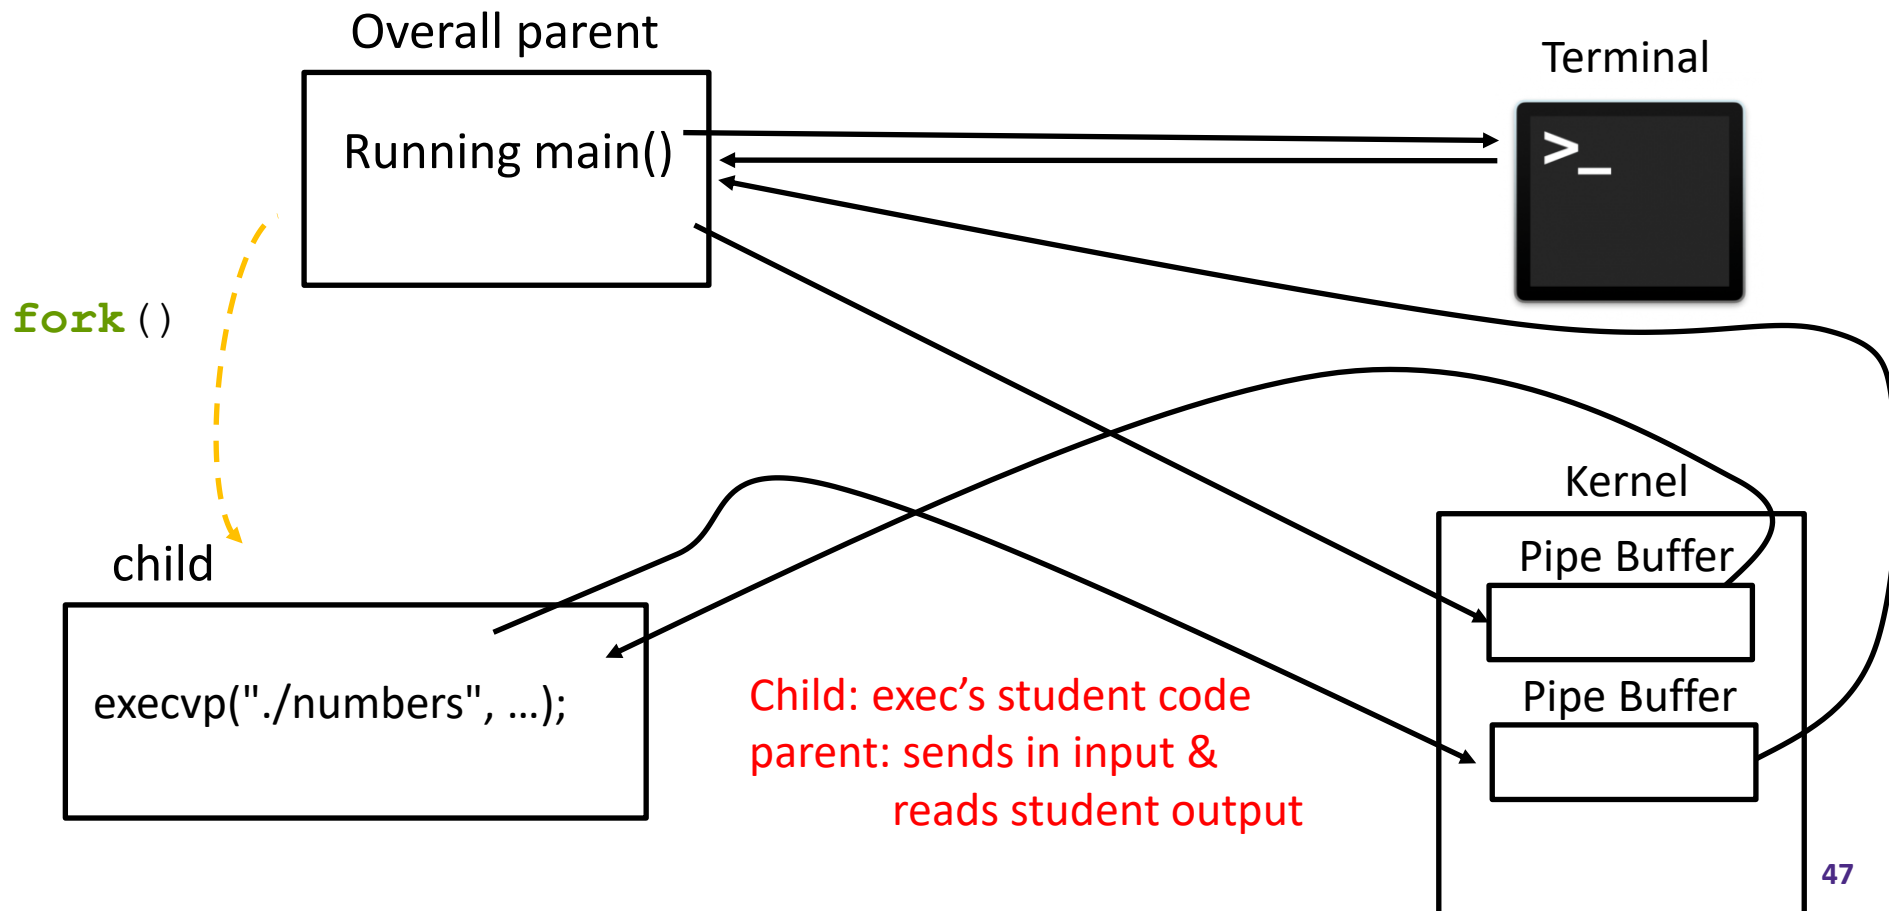 Overall parent
Running main()
Terminal
>_
fork()
child
execvp("./numbers", …);
Child: exec’s student code
parent: sends in input &
reads student output
Kernel
Pipe Buffer
Pipe Buffer
47